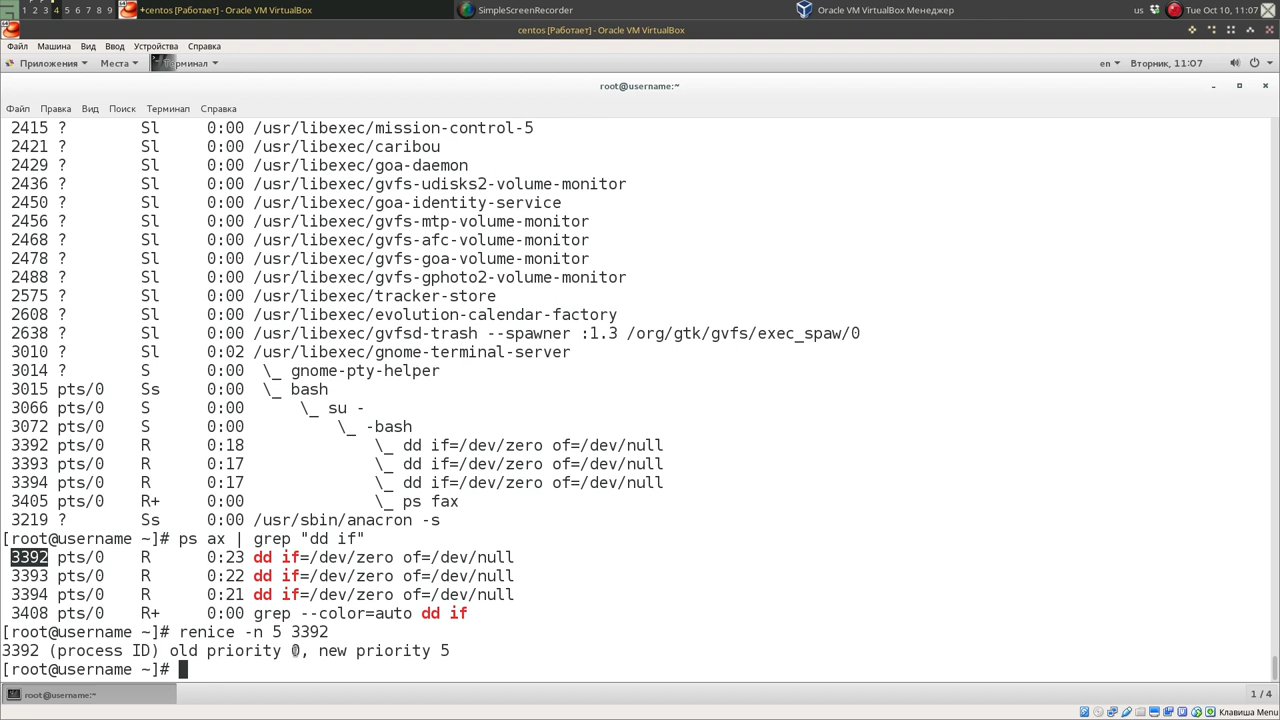 1 2 3 4 5 6 7 8 9 •centos [Работает] - Oracle VM VirtualBox SimpleScreenRecorder Oracle VM VirtualBox Менеджер us Tue Oct 10, 11:07
centos [Работает] - Oracle VM VirtualBox
Файл Машина Вид Ввод Устройства Справка
Приложения Места Терминал en Вторник, 11:07
root@username:~
Файл Правка Вид Поиск Терминал Справка
2415 ? Sl 0:00 /usr/libexec/mission-control-5
2421 ? Sl 0:00 /usr/libexec/caribou
2429 ? Sl 0:00 /usr/libexec/goa-daemon
2436 ? Sl 0:00 /usr/libexec/gvfs-udisks2-volume-monitor
2450 ? Sl 0:00 /usr/libexec/goa-identity-service
2456 ? Sl 0:00 /usr/libexec/gvfs-mtp-volume-monitor
2468 ? Sl 0:00 /usr/libexec/gvfs-afc-volume-monitor
2478 ? Sl 0:00 /usr/libexec/gvfs-goa-volume-monitor
2488 ? Sl 0:00 /usr/libexec/gvfs-gphoto2-volume-monitor
2575 ? Sl 0:00 /usr/libexec/tracker-store
2608 ? Sl 0:00 /usr/libexec/evolution-calendar-factory
2638 ? Sl 0:00 /usr/libexec/gvfsd-trash --spawner :1.3 /org/gtk/gvfs/exec_spaw/0
3010 ? Sl 0:02 /usr/libexec/gnome-terminal-server
3014 ? S 0:00 \_ gnome-pty-helper
3015 pts/0 Ss 0:00 \_ bash
3066 pts/0 S 0:00 \_ su -
3072 pts/0 S 0:00 \_ -bash
3392 pts/0 R 0:18 \_ dd if=/dev/zero of=/dev/null
3393 pts/0 R 0:17 \_ dd if=/dev/zero of=/dev/null
3394 pts/0 R 0:17 \_ dd if=/dev/zero of=/dev/null
3405 pts/0 R+ 0:00 \_ ps fax
3219 ? Ss 0:00 /usr/sbin/anacron -s
[root@username ~]# ps ax | grep "dd if"
3392 pts/0 R 0:23 dd if=/dev/zero of=/dev/null
3393 pts/0 R 0:22 dd if=/dev/zero of=/dev/null
3394 pts/0 R 0:21 dd if=/dev/zero of=/dev/null
3408 pts/0 R+ 0:00 grep --color=auto dd if
[root@username ~]# renice -n 5 3392
3392 (process ID) old priority 0, new priority 5
[root@username ~]#
root@username:~ 1 / 4
Клавиша Menu